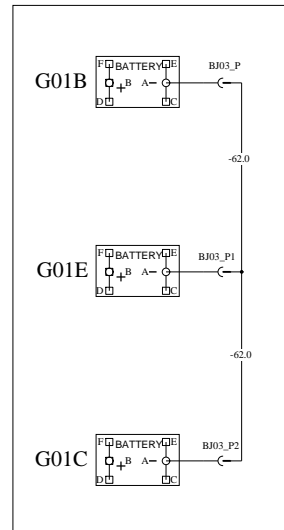 BJ03_P
F BATTERY E
G01B
+ B A -
D C
-62.0
BJ03_P1
F BATTERY E
G01E
+ B A -
D C
-62.0
BJ03_P2
F BATTERY E
G01C
+ B A -
D C